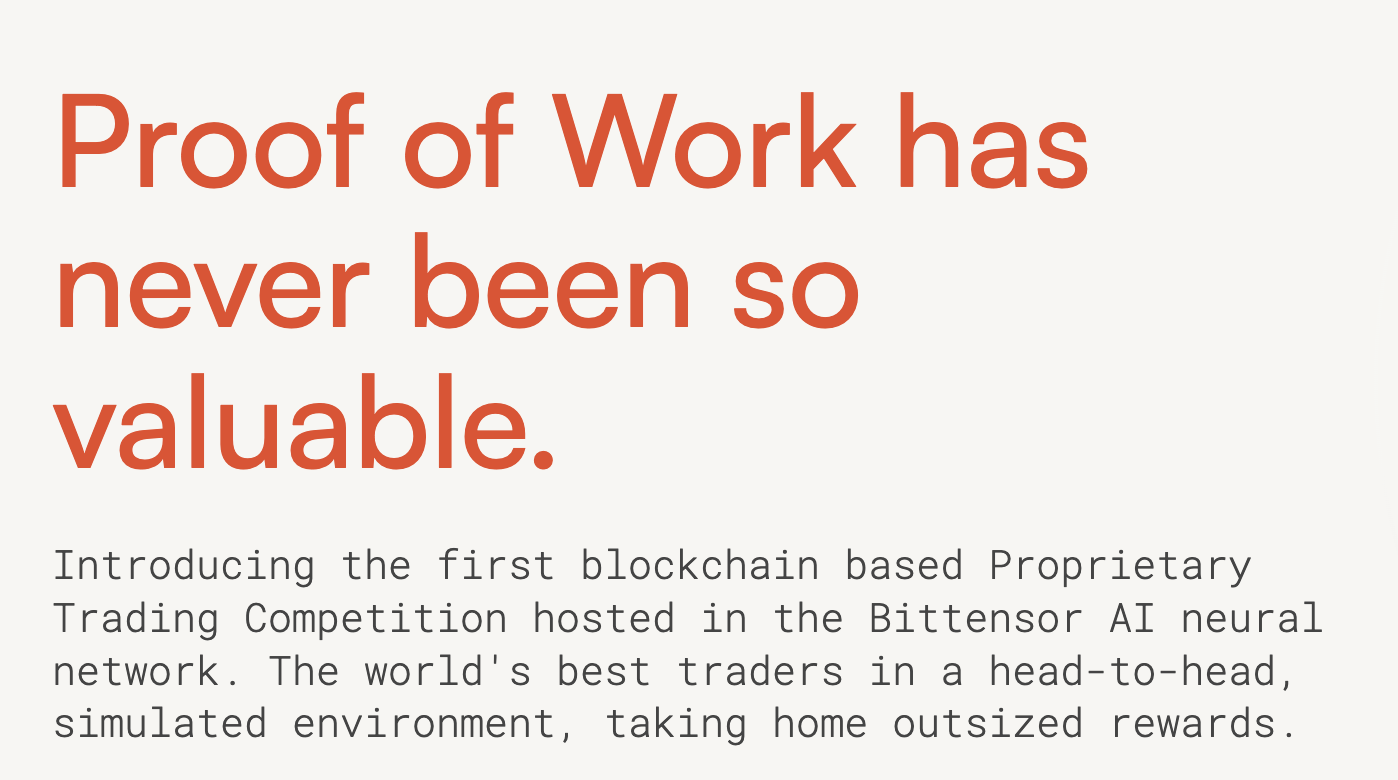 Proof of Work has
never been so
valuable.
Introducing the first blockchain based Proprietary
Trading Competition hosted in the Bittensor AI neural
network. The world's best traders in a head-to-head,
simulated environment, taking home outsized rewards.